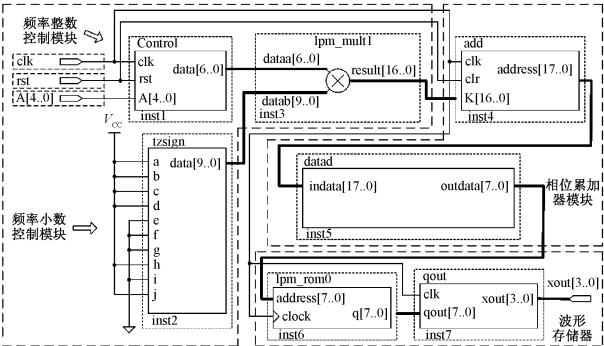 频率整数
控制模块
clk
rst
A[4..0]
Control
clk
rst
A[4..0]
data[6..0]
inst1
lpm_mult1
dataa[6..0]
datab[9..0]
result[16..0]
inst3
add
clk
clr
K[16..0]
address[17..0]
inst4
VCC
频率小数
控制模块
tzsign
a
b
c
d
e
f
g
h
i
j
data[9..0]
inst2
datad
indata[17..0]
outdata[7..0]
inst5
相位累加
器模块
lpm_rom0
address[7..0]
clock
q[7..0]
inst6
qout
clk
qout[7..0]
xout[3..0]
inst7
xout[3..0]
波形
存储器